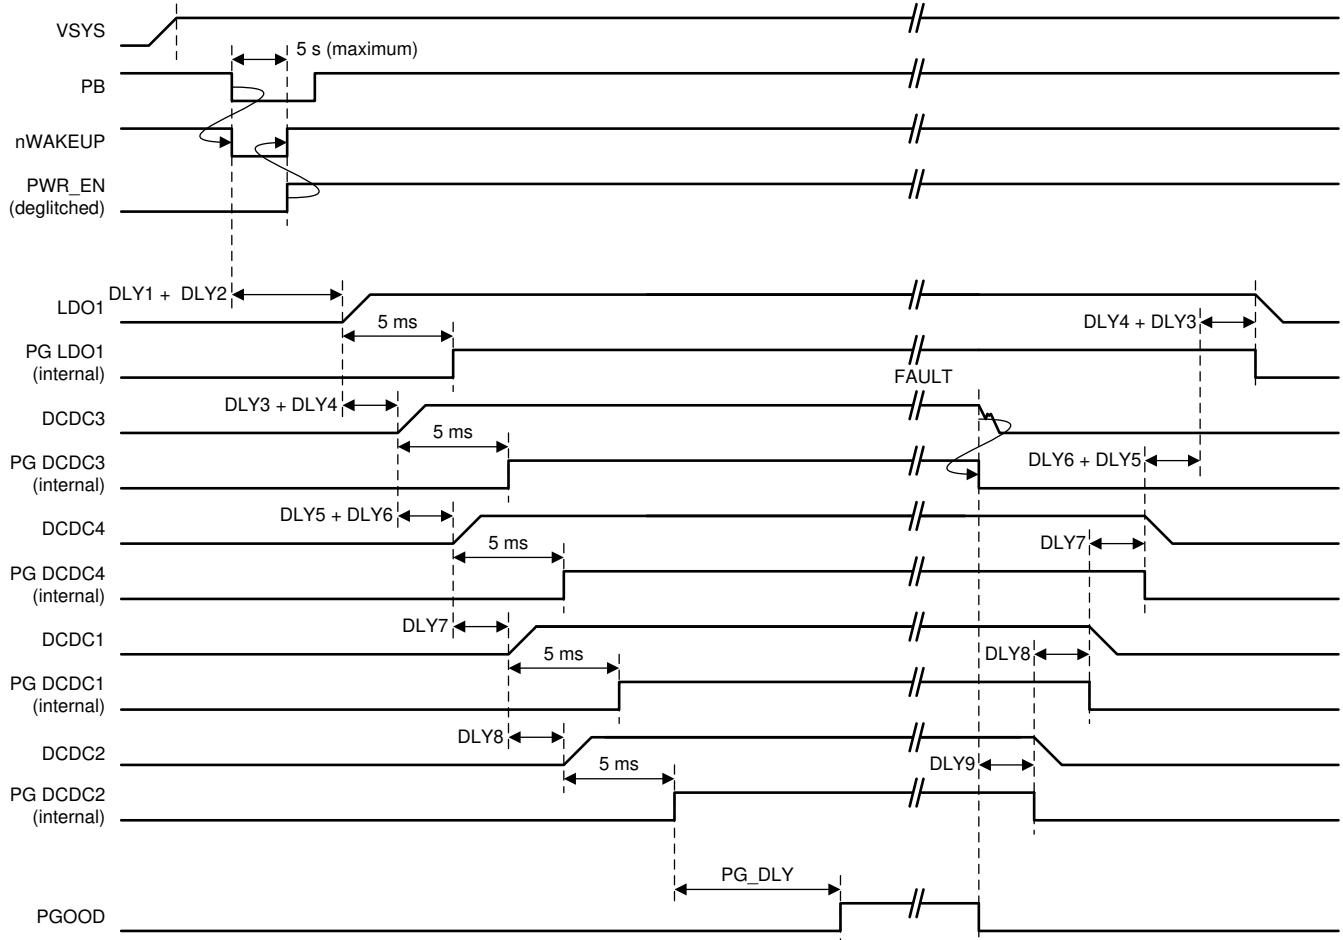 VSYS
5 s (maximum)
PB
nWAKEUP
PWR_EN
(deglitched)
DLY1 + DLY2
LDO1
5 ms
DLY4 + DLY3
PG LDO1
(internal)
FAULT
DLY3 + DLY4
DCDC3
5 ms
PG DCDC3
(internal)
DLY6 + DLY5
DLY5 + DLY6
DCDC4
5 ms
DLY7
PG DCDC4
(internal)
DLY7
DCDC1
5 ms
DLY8
PG DCDC1
(internal)
DLY8
DCDC2
5 ms
DLY9
PG DCDC2
(internal)
PG_DLY
PGOOD